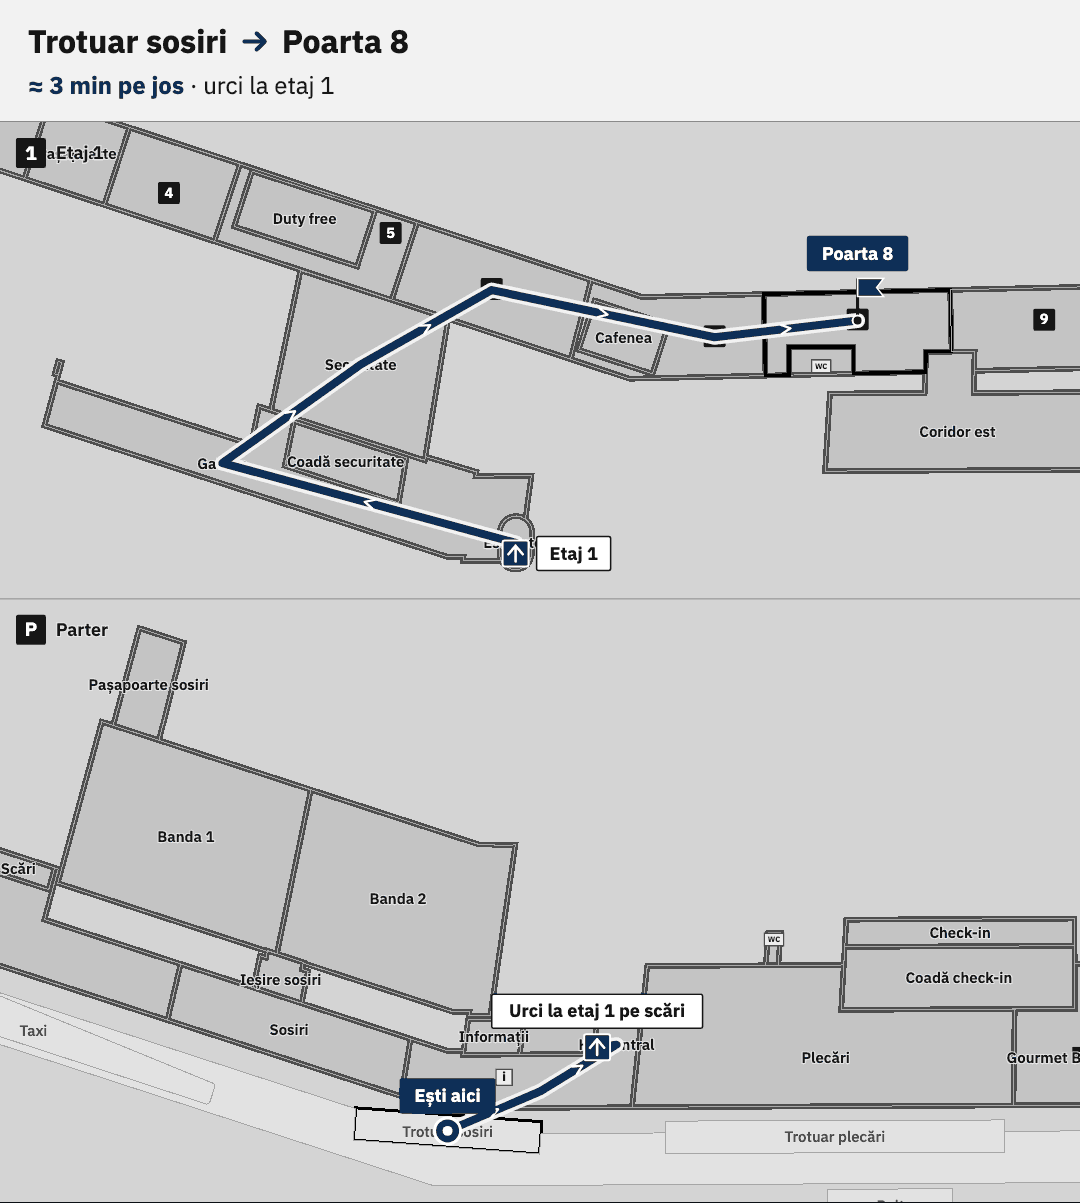 Trotuar sosiri → Poarta 8
≈ 3 min pe jos · urci la etaj 1
1 Etaj 1
4
Duty free
5
Poarta 8
Cafenea
9
wc
Coridor est
Coadă securitate
Etaj 1
P Parter
Pașapoarte sosiri
Banda 1
Scări
Banda 2
wc
Check-in
Coadă check-in
Ieșire sosiri
Urci la etaj 1 pe scări
Taxi
Sosiri
Informații
Plecări
Gourmet B
i
Ești aici
Trotuar sosiri
Trotuar plecări